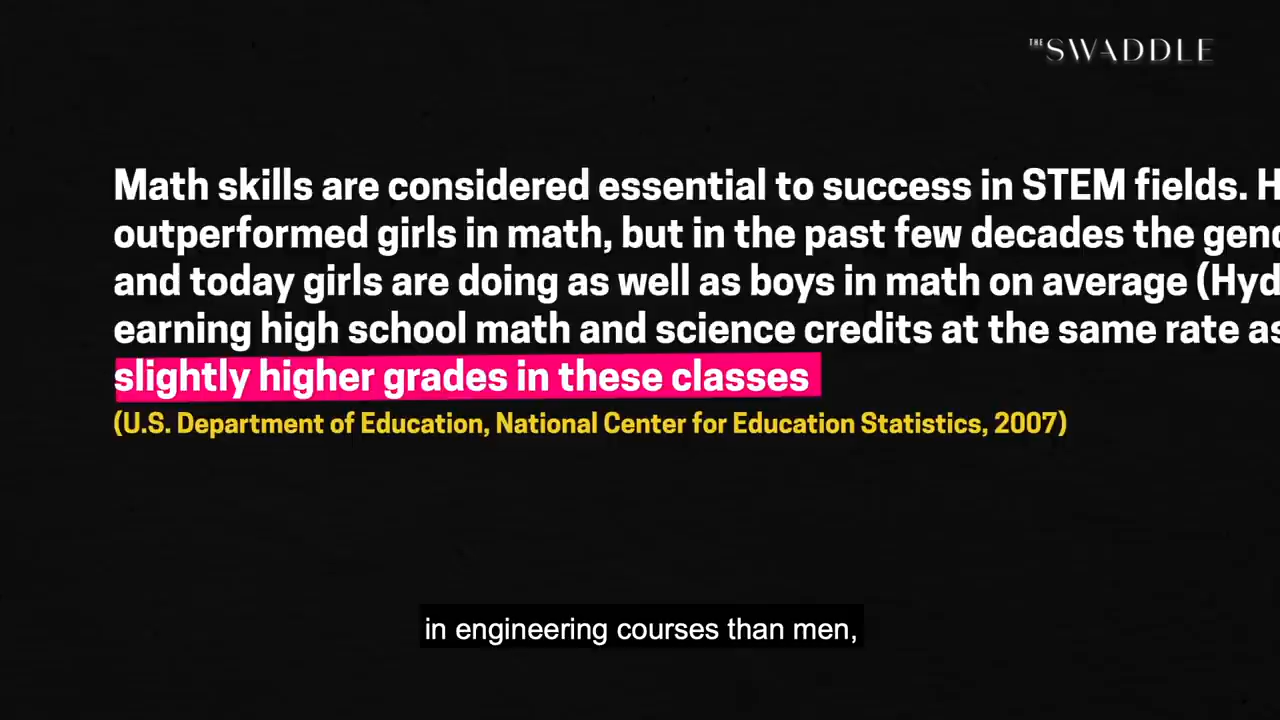 THE SWADDLE
Math skills are considered essential to success in STEM fields. H
outperformed girls in math, but in the past few decades the gend
and today girls are doing as well as boys in math on average (Hyd
earning high school math and science credits at the same rate as
slightly higher grades in these classes
(U.S. Department of Education, National Center for Education Statistics, 2007)
in engineering courses than men,